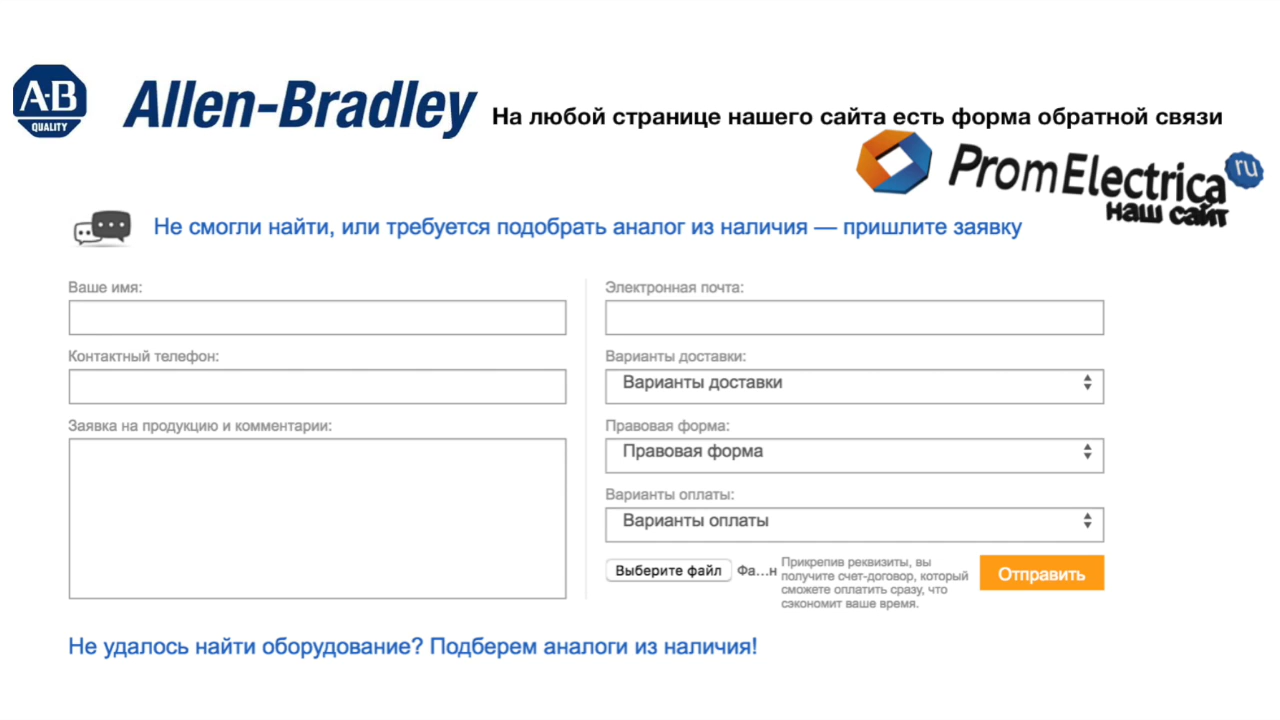 A-B
QUALITY
Allen-Bradley
На любой странице нашего сайта есть форма обратной связи
PromElectrica ru
наш сайт
Не смогли найти, или требуется подобрать аналог из наличия — пришлите заявку
Ваше имя:
Контактный телефон:
Заявка на продукцию и комментарии:
Электронная почта:
Варианты доставки:
Варианты доставки
Правовая форма:
Правовая форма
Варианты оплаты:
Варианты оплаты
Выберите файл Фа...н
Прикрепив реквизиты, вы
получите счет-договор, который
сможете оплатить сразу, что
сэкономит ваше время.
Отправить
Не удалось найти оборудование? Подберем аналоги из наличия!